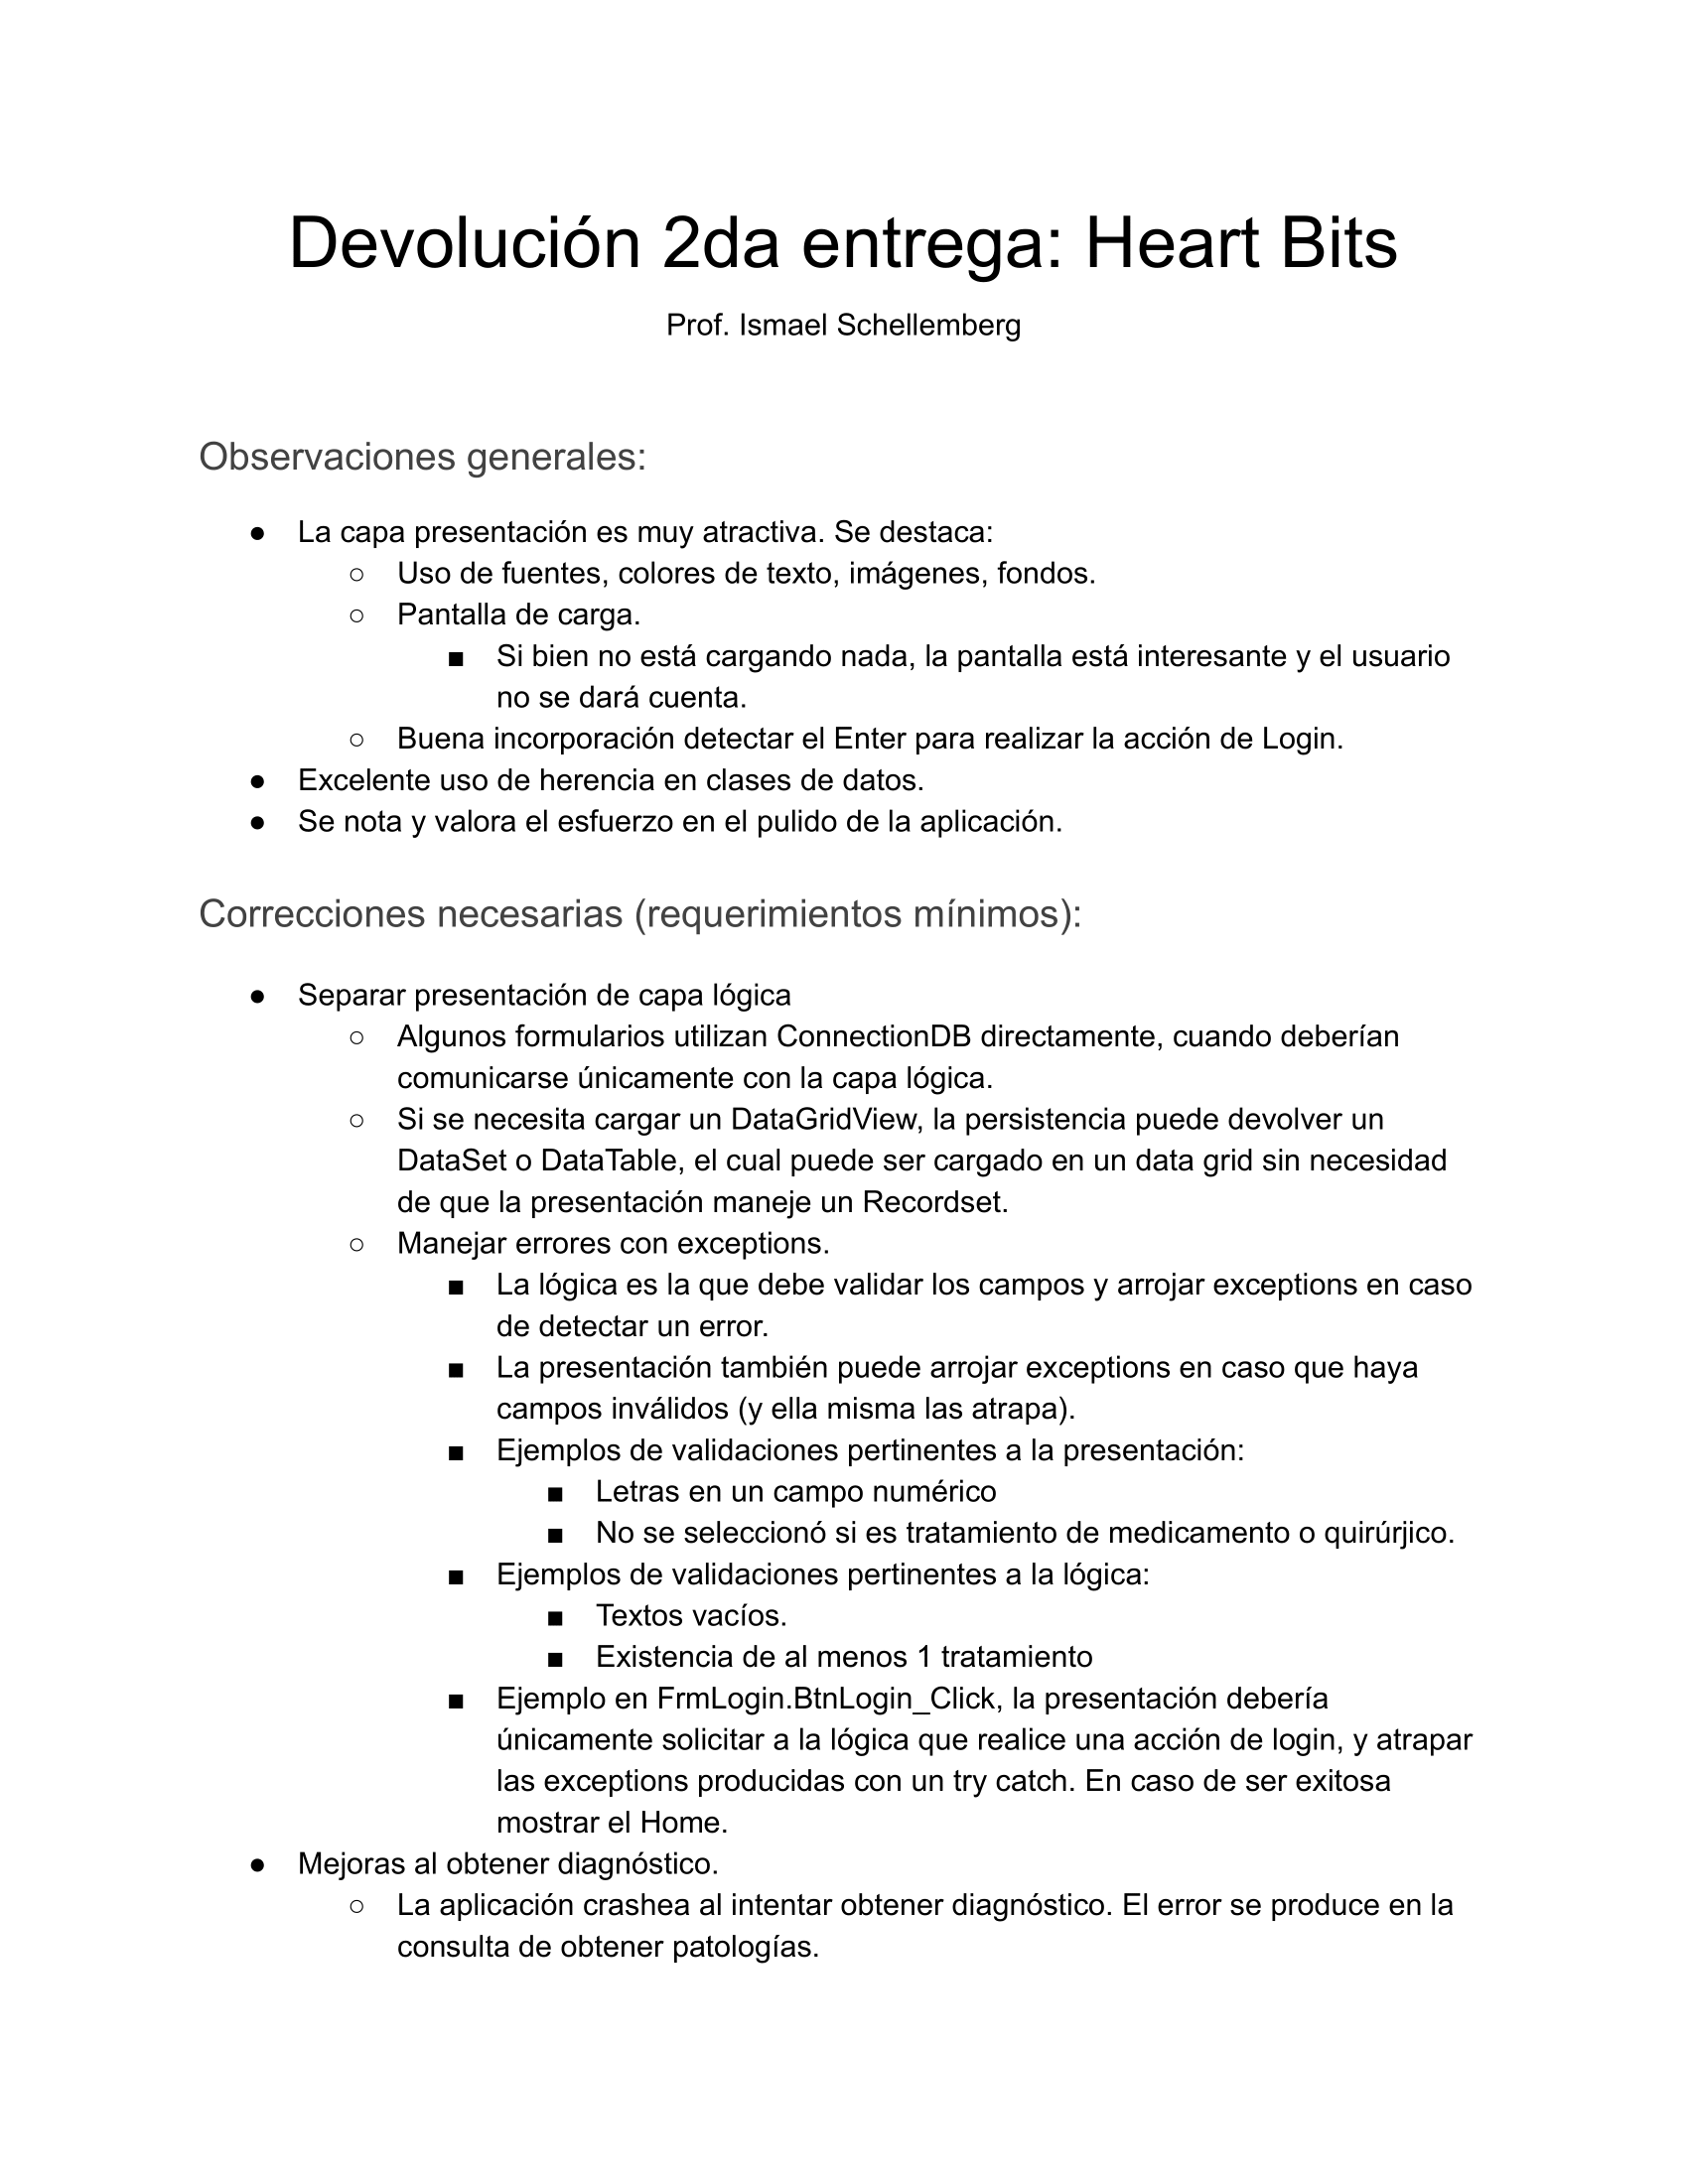 Devolución 2da entrega: Heart Bits
Prof. Ismael Schellemberg
Observaciones generales:
● La capa presentación es muy atractiva. Se destaca:
○ Uso de fuentes, colores de texto, imágenes, fondos.
○ Pantalla de carga.
■ Si bien no está cargando nada, la pantalla está interesante y el usuario
no se dará cuenta.
○ Buena incorporación detectar el Enter para realizar la acción de Login.
● Excelente uso de herencia en clases de datos.
● Se nota y valora el esfuerzo en el pulido de la aplicación.
Correcciones necesarias (requerimientos mínimos):
● Separar presentación de capa lógica
○ Algunos formularios utilizan ConnectionDB directamente, cuando deberían
comunicarse únicamente con la capa lógica.
○ Si se necesita cargar un DataGridView, la persistencia puede devolver un
DataSet o DataTable, el cual puede ser cargado en un data grid sin necesidad
de que la presentación maneje un Recordset.
○ Manejar errores con exceptions.
■ La lógica es la que debe validar los campos y arrojar exceptions en caso
de detectar un error.
■ La presentación también puede arrojar exceptions en caso que haya
campos inválidos (y ella misma las atrapa).
■ Ejemplos de validaciones pertinentes a la presentación:
■ Letras en un campo numérico
■ No se seleccionó si es tratamiento de medicamento o quirúrjico.
■ Ejemplos de validaciones pertinentes a la lógica:
■ Textos vacíos.
■ Existencia de al menos 1 tratamiento
■ Ejemplo en FrmLogin.BtnLogin_Click, la presentación debería
únicamente solicitar a la lógica que realice una acción de login, y atrapar
las exceptions producidas con un try catch. En caso de ser exitosa
mostrar el Home.
● Mejoras al obtener diagnóstico.
○ La aplicación crashea al intentar obtener diagnóstico. El error se produce en la
consulta de obtener patologías.